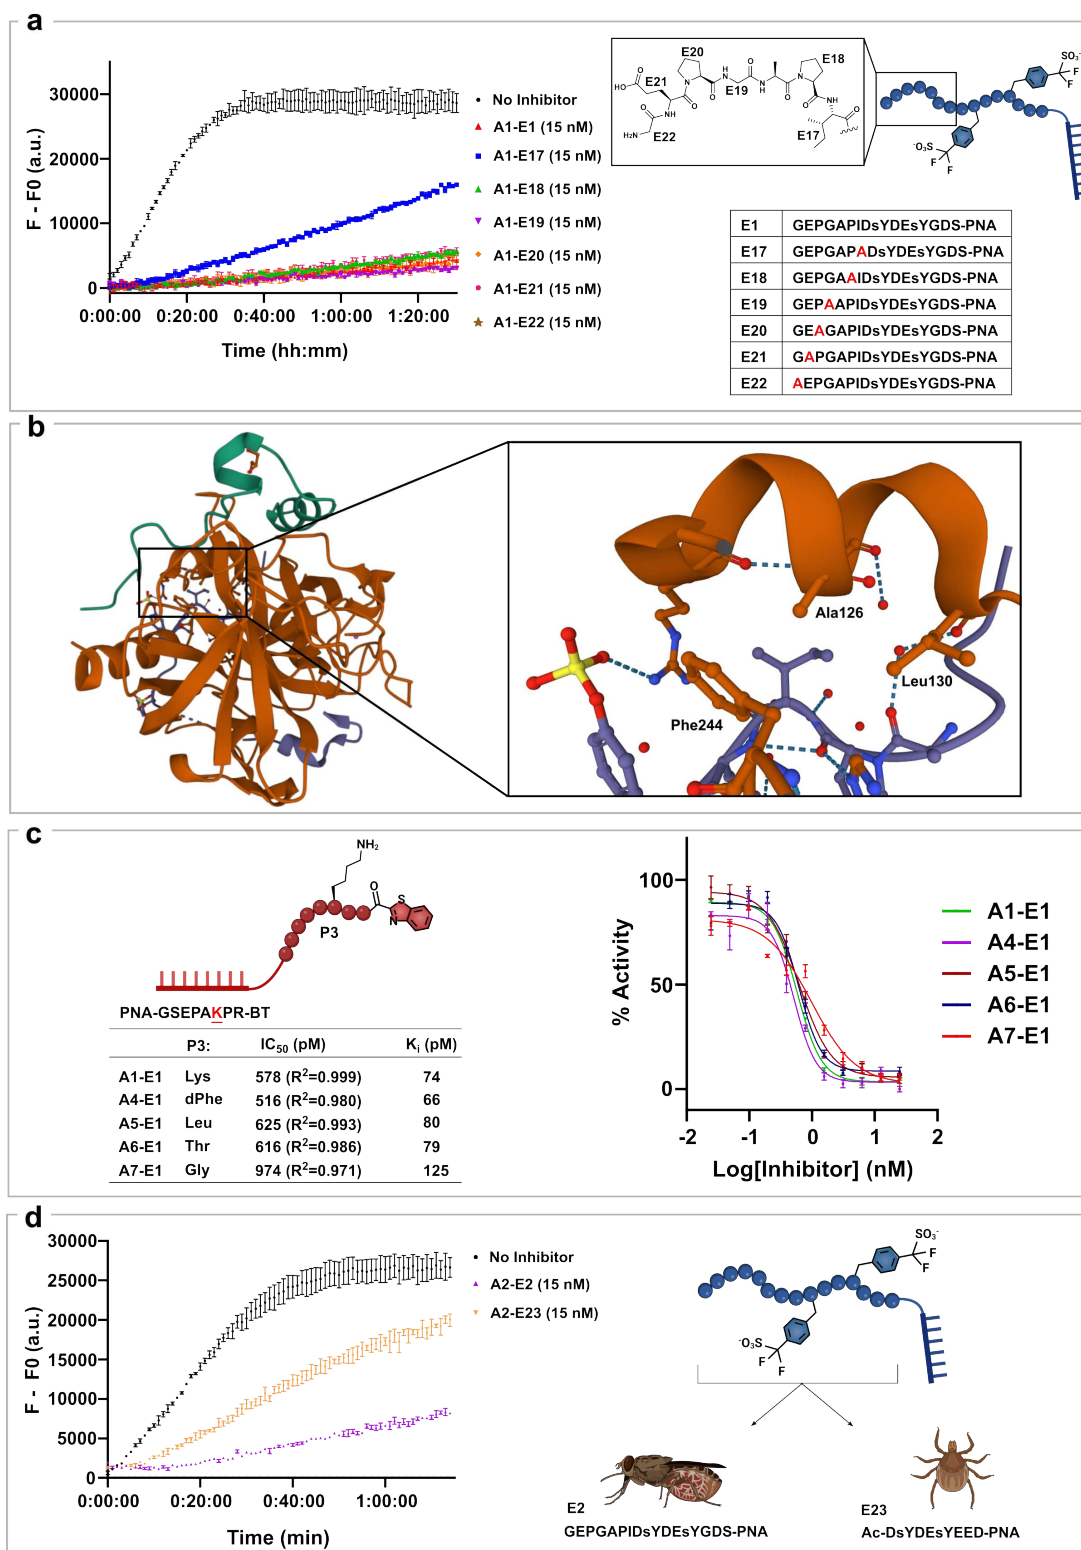 a
F - F0 (a.u.)
30000
20000
10000
0
0:00:00
0:20:00
0:40:00
1:00:00
1:20:00
Time (hh:mm)
No Inhibitor
A1-E1 (15 nM)
A1-E17 (15 nM)
A1-E18 (15 nM)
A1-E19 (15 nM)
A1-E20 (15 nM)
A1-E21 (15 nM)
A1-E22 (15 nM)
E20
E18
E21
E19
E22
E17
HO
O
O
O
O
O
O
N
H
N
N
H
N
NH
NH
H₂N
SO₃⁻
F
F
⁻O₃S
F
F
E1 GEPGAPIDsYDEsYGDS-PNA
E17 GEPGAPADsYDEsYGDS-PNA
E18 GEPGAAIDsYDEsYGDS-PNA
E19 GEPAAPIDsYDEsYGDS-PNA
E20 GEAGAPIDsYDEsYGDS-PNA
E21 GAPGAPIDsYDEsYGDS-PNA
E22 AEPGAPIDsYDEsYGDS-PNA
b
Ala126
Leu130
Phe244
c
NH₂
O
S
N
P3
PNA-GSEPAKPR-BT
P3: IC₅₀ (pM) Kᵢ (pM)
A1-E1 Lys 578 (R²=0.999) 74
A4-E1 dPhe 516 (R²=0.980) 66
A5-E1 Leu 625 (R²=0.993) 80
A6-E1 Thr 616 (R²=0.986) 79
A7-E1 Gly 974 (R²=0.971) 125
% Activity
100
50
0
-2
-1
0
1
2
Log[Inhibitor] (nM)
A1-E1
A4-E1
A5-E1
A6-E1
A7-E1
d
F - F0 (a.u.)
30000
25000
20000
15000
10000
5000
0
0:00:00
0:20:00
0:40:00
1:00:00
Time (min)
No Inhibitor
A2-E2 (15 nM)
A2-E23 (15 nM)
SO₃⁻
F
F
⁻O₃S
F
F
E2
GEPGAPIDsYDEsYGDS-PNA
E23
Ac-DsYDEsYEED-PNA